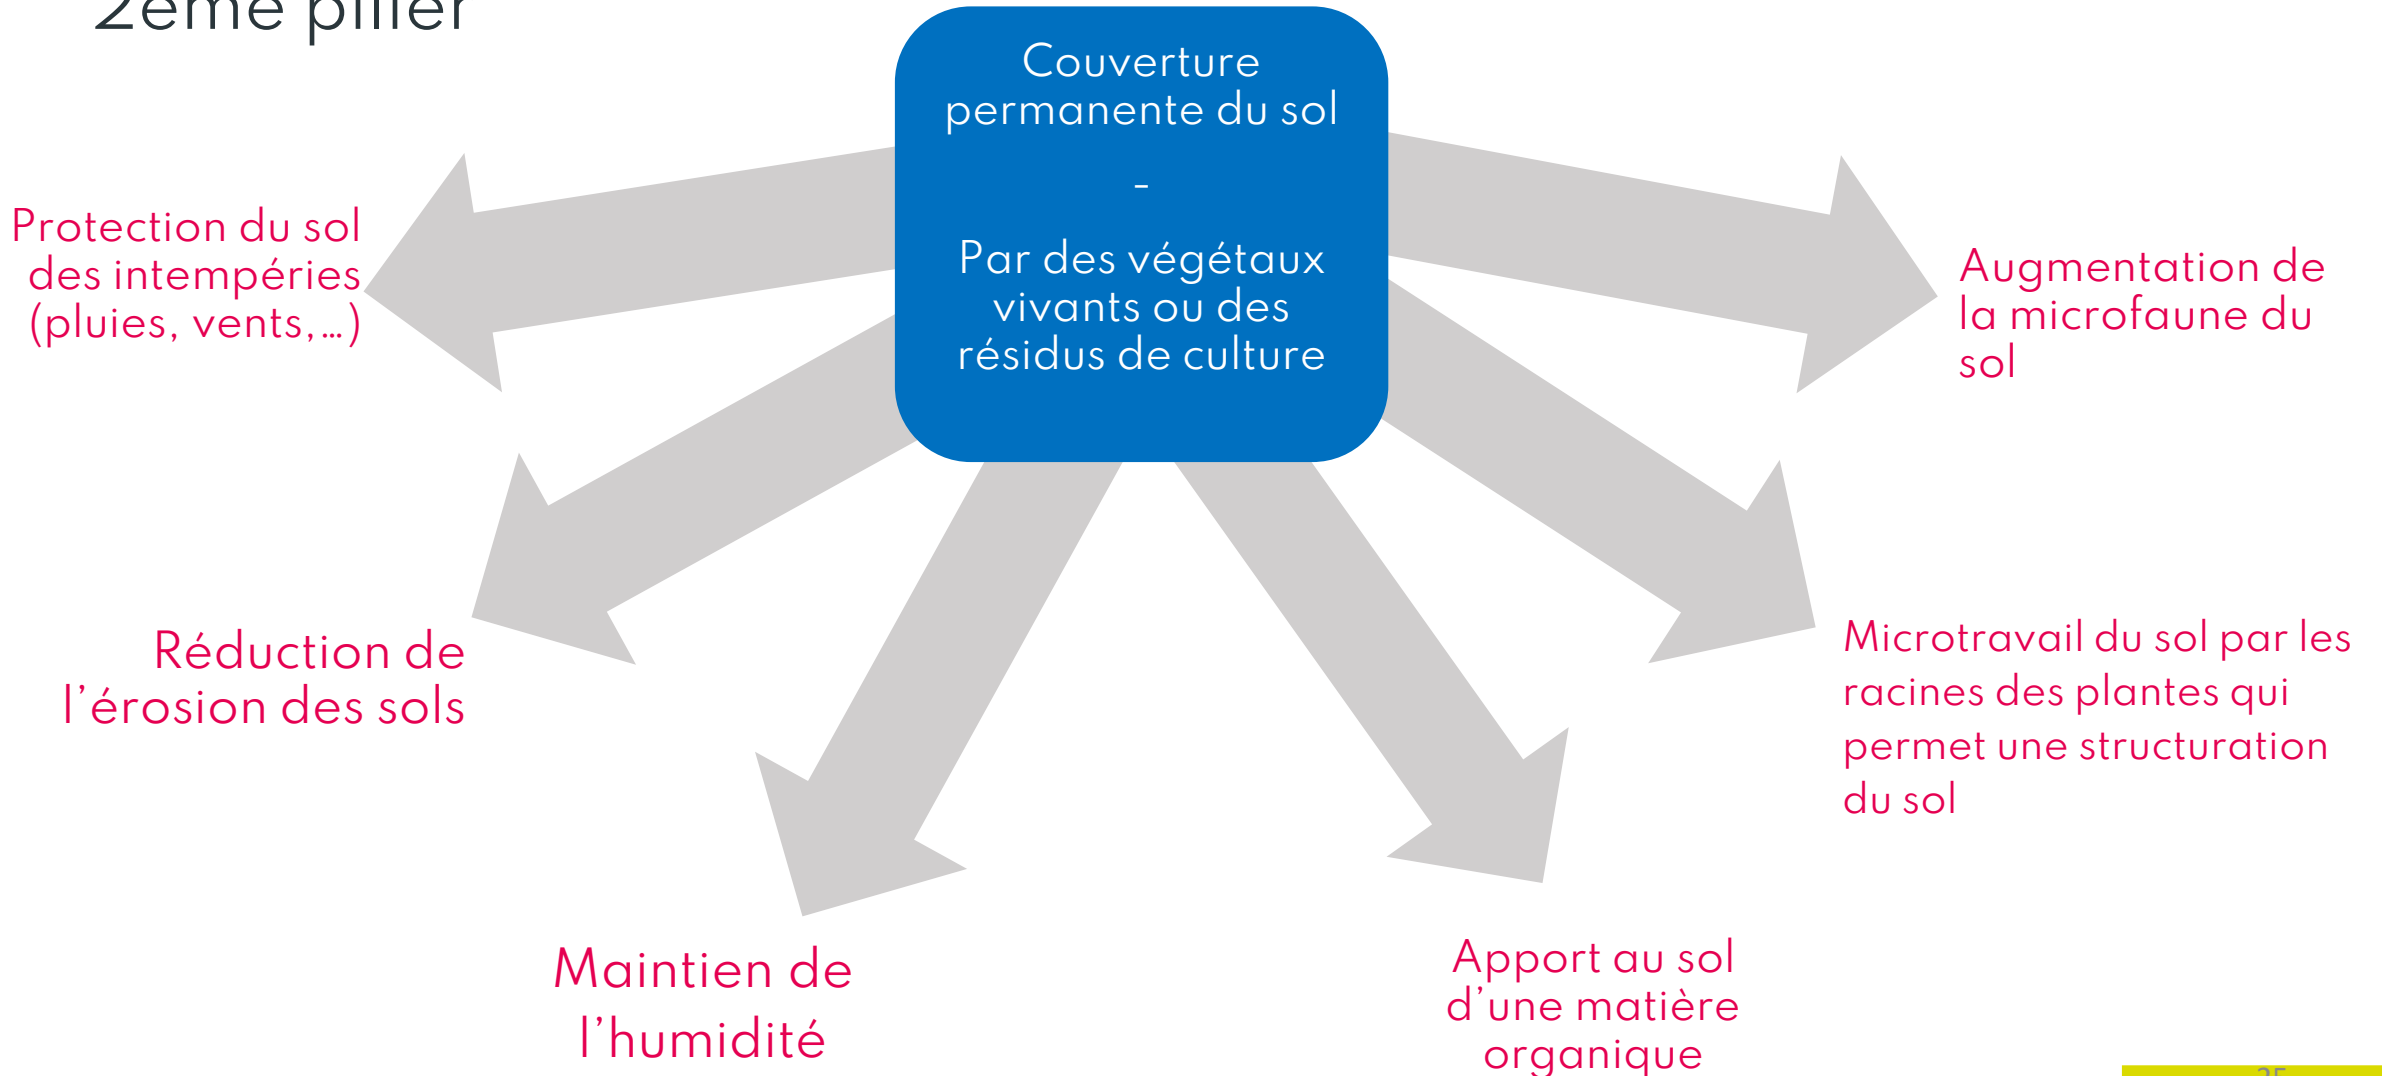 2ème pilier
Couverture
permanente du sol
-
Par des végétaux
vivants ou des
résidus de culture
Protection du sol
des intempéries
(pluies, vents,...)
Augmentation de
la microfaune du
sol
Réduction de
l'érosion des sols
Microtravail du sol par les
racines des plantes qui
permet une structuration
du sol
Maintien de
l'humidité
Apport au sol
d'une matière
organique